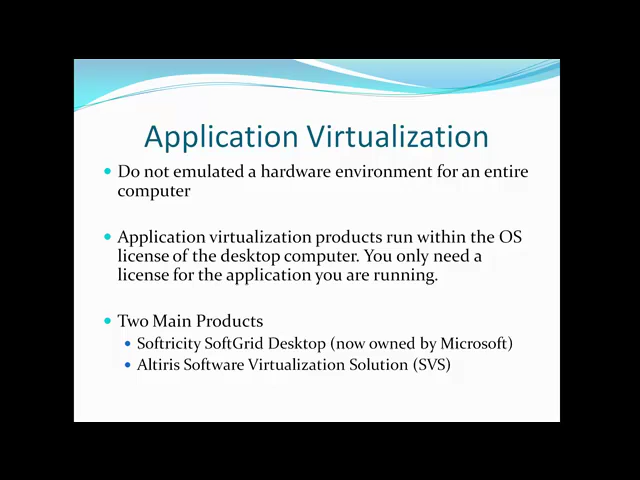 Application Virtualization
• Do not emulated a hardware environment for an entire
computer
• Application virtualization products run within the OS
license of the desktop computer. You only need a
license for the application you are running.
• Two Main Products
• Softricity SoftGrid Desktop (now owned by Microsoft)
• Altiris Software Virtualization Solution (SVS)